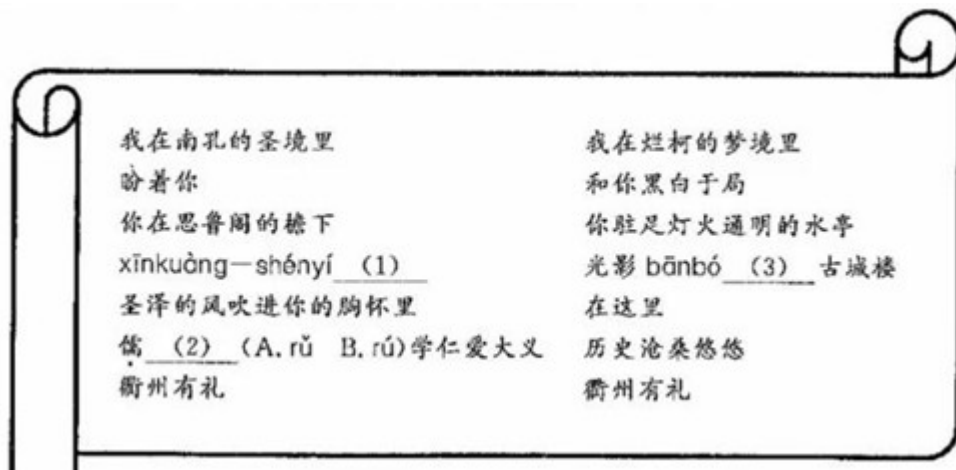 我在南孔的圣境里
盼着你
你在思鲁阁的檐下
xīnkuàng—shényí (1)
圣泽的风吹进你的胸怀里
儒 (2) (A. rǔ B. rú)学仁爱大义
衢州有礼
我在烂柯的梦境里
和你黑白于局
你驻足灯火通明的水亭
光影 bānbó (3) 古城楼
在这里
历史沧桑悠悠
衢州有礼